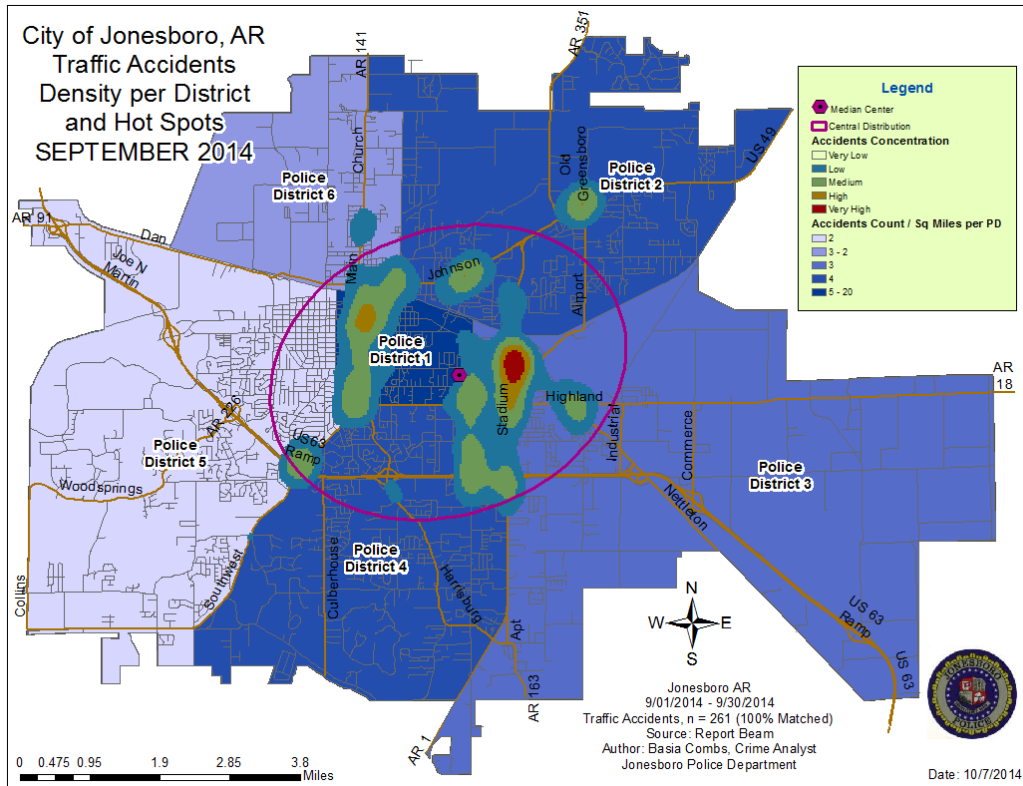 City of Jonesboro, AR
Traffic Accidents
Density per District
and Hot Spots
SEPTEMBER 2014
AR 141
AR 351
US 49
Church
Old
Greensboro
Police
District 6
Police
District 2
Legend
Median Center
Central Distribution
Accidents Concentration
Very Low
Low
Medium
High
Very High
Accidents Count / Sq Miles per PD
2
3 - 2
3
4
5 - 20
AR 91
Dan
Joe N
Martin
Main
Johnson
Airport
Police
District 1
AR
18
Highland
Stadium
Industrial
Commerce
AR 226
US63
Ramp
Police
District 5
Woodsprings
Police
District 3
Nettleton
Police
District 4
Culberhouse
Harrisburg
Southwest
Collins
Apt
AR 163
AR 1
US 63
Ramp
US 63
N
W
E
S
JONESBORO
POLICE
Jonesboro AR
9/01/2014 - 9/30/2014
Traffic Accidents, n = 261 (100% Matched)
Source: Report Beam
Author: Basia Combs, Crime Analyst
Jonesboro Police Department
0 0.475 0.95 1.9 2.85 3.8
Miles
Date: 10/7/2014